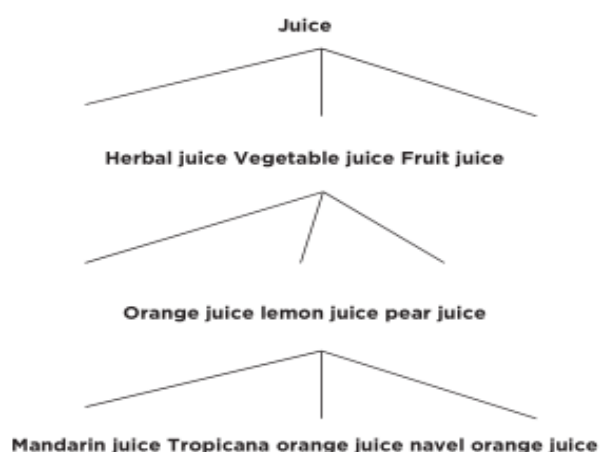 Juice
Herbal juice Vegetable juice Fruit juice
Orange juice lemon juice pear juice
Mandarin juice Tropicana orange juice navel orange juice